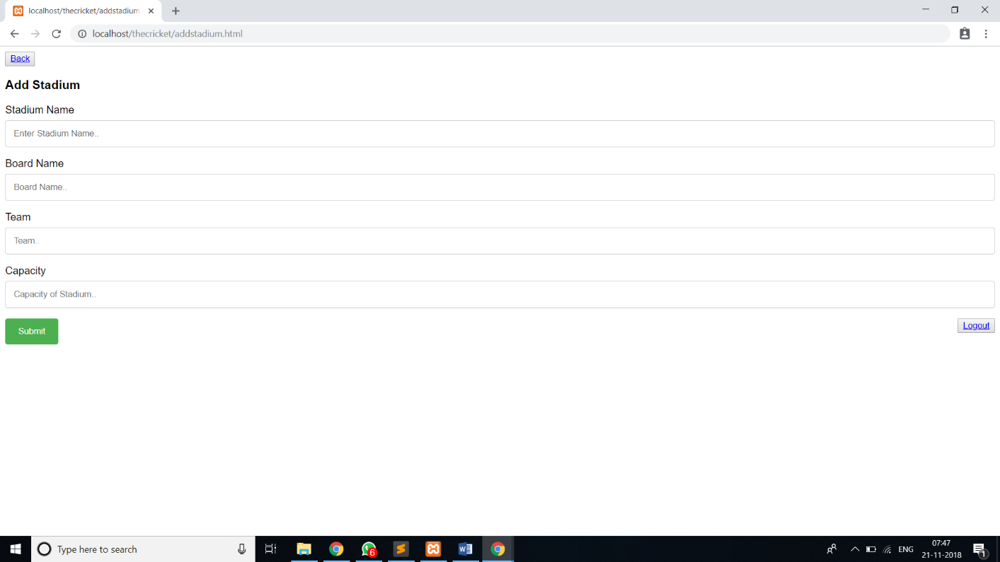 localhost/thecricket/addstadium.
localhost/thecricket/addstadium.html
Back
Add Stadium
Stadium Name
Enter Stadium Name..
Board Name
Board Name..
Team
Team..
Capacity
Capacity of Stadium..
Submit
Logout
Type here to search
6
W
ENG
07:47
21-11-2018
1